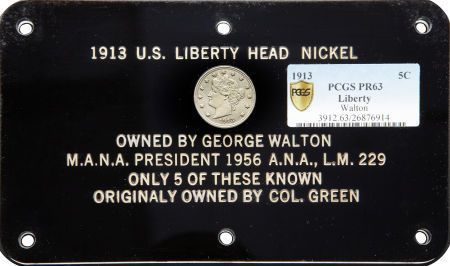 1913 U.S. LIBERTY HEAD NICKEL
1913 5C
PCGS PCGS PR63
Liberty
Walton
3912.63/26876914
OWNED BY GEORGE WALTON
M.A.N.A. PRESIDENT 1956 A.N.A., L.M. 229
ONLY 5 OF THESE KNOWN
ORIGINALY OWNED BY COL. GREEN